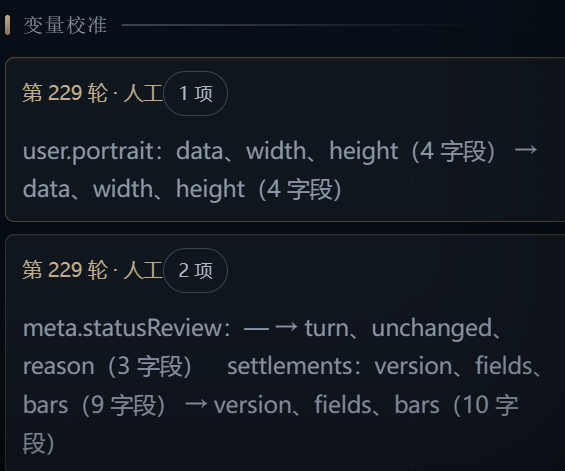 变量校准
第 229 轮 · 人工 1 项
user.portrait：data、width、height（4 字段） →
data、width、height（4 字段）
第 229 轮 · 人工 2 项
meta.statusReview：— → turn、unchanged、
reason（3 字段） settlements：version、fields、
bars（9 字段） → version、fields、bars（10 字
段）